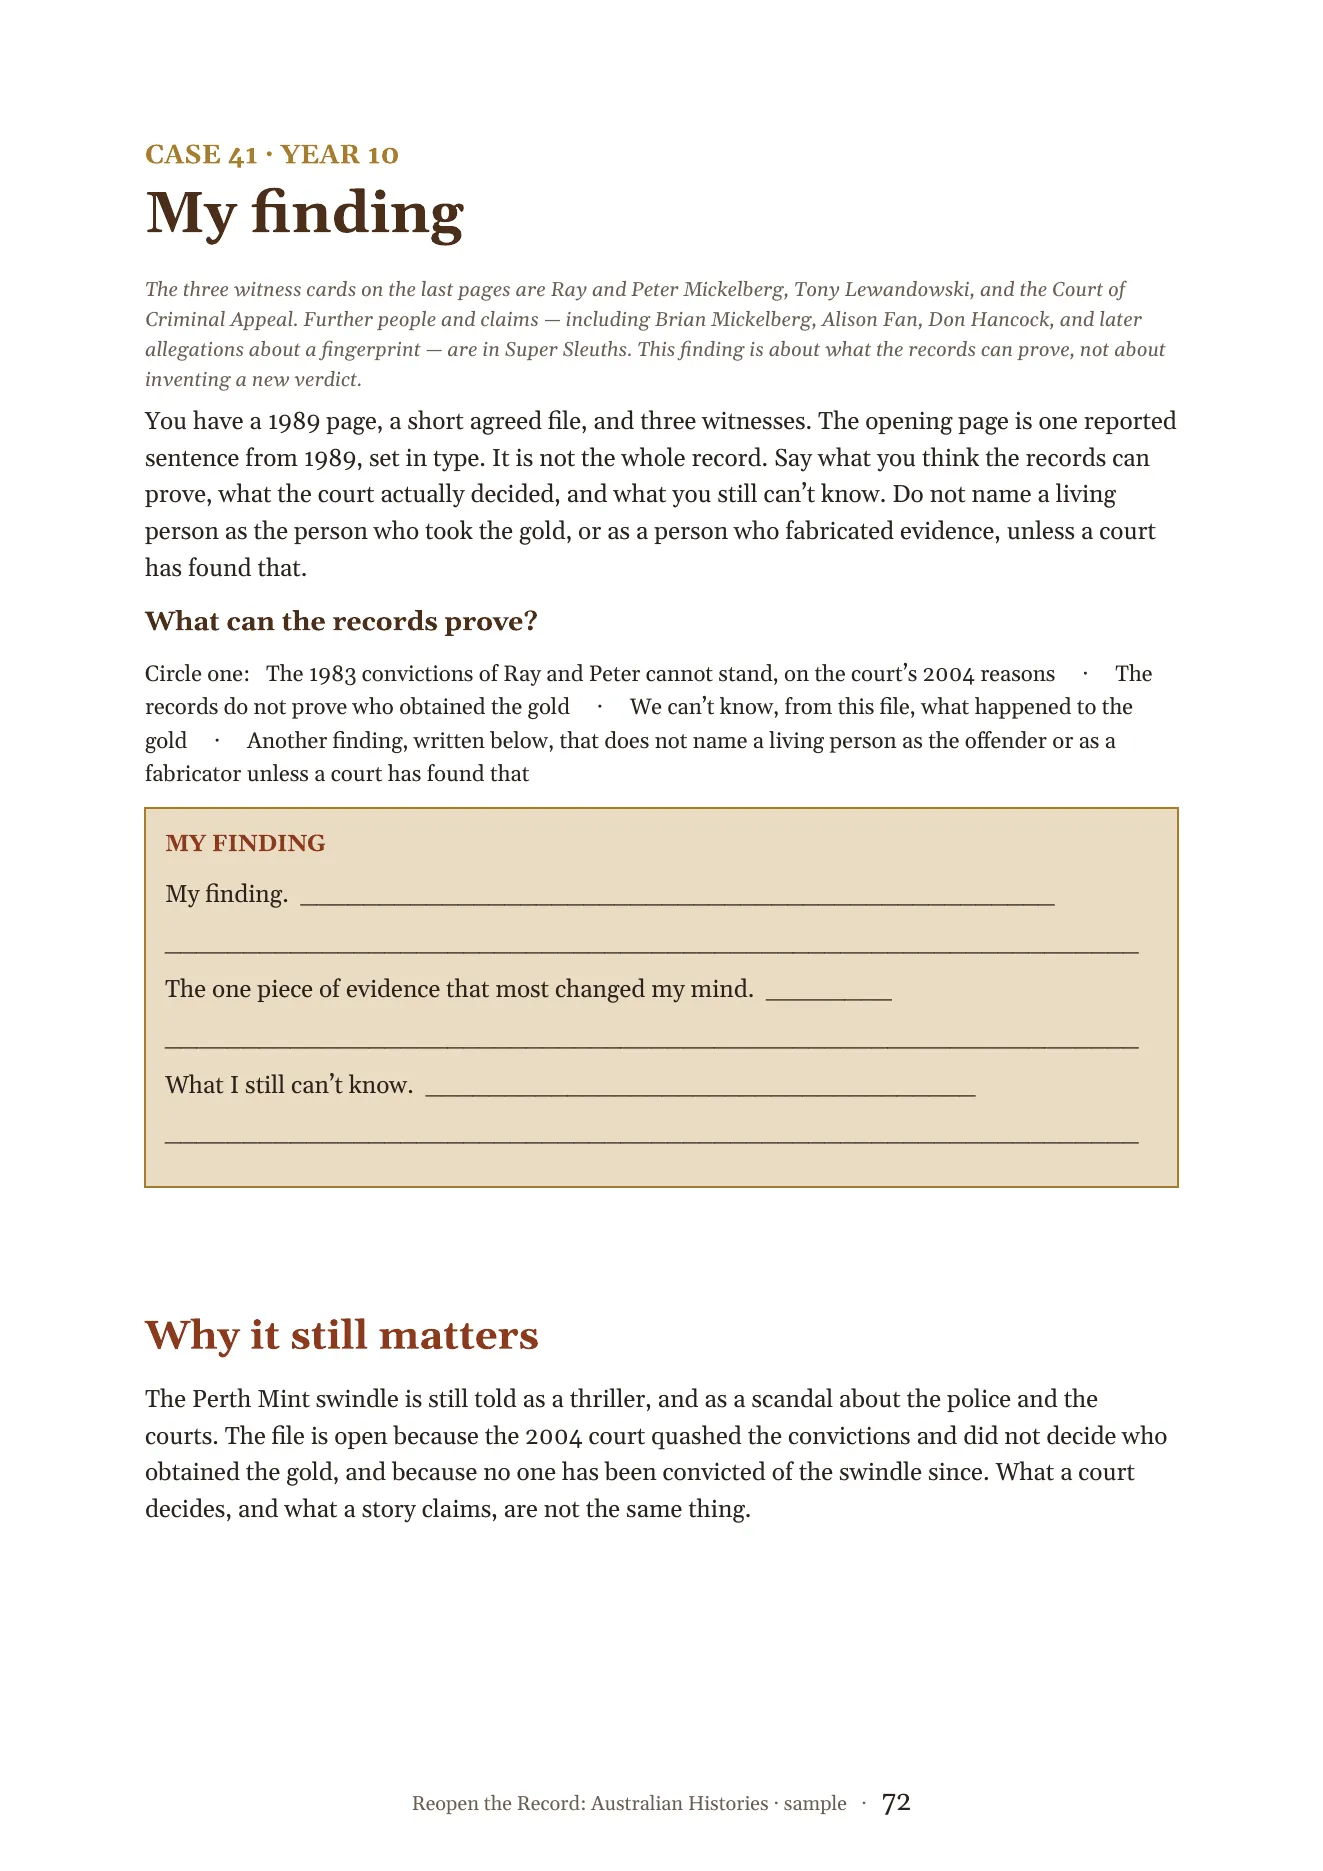 CASE 41 · YEAR 10
My finding
The three witness cards on the last pages are Ray and Peter Mickelberg, Tony Lewandowski, and the Court of
Criminal Appeal. Further people and claims — including Brian Mickelberg, Alison Fan, Don Hancock, and later
allegations about a fingerprint — are in Super Sleuths. This finding is about what the records can prove, not about
inventing a new verdict.
You have a 1989 page, a short agreed file, and three witnesses. The opening page is one reported
sentence from 1989, set in type. It is not the whole record. Say what you think the records can
prove, what the court actually decided, and what you still can’t know. Do not name a living
person as the person who took the gold, or as a person who fabricated evidence, unless a court
has found that.
What can the records prove?
Circle one: The 1983 convictions of Ray and Peter cannot stand, on the court’s 2004 reasons · The
records do not prove who obtained the gold · We can’t know, from this file, what happened to the
gold · Another finding, written below, that does not name a living person as the offender or as a
fabricator unless a court has found that
MY FINDING
My finding. ________________________________________________
______________________________________________________________
The one piece of evidence that most changed my mind. ________
______________________________________________________________
What I still can’t know. ___________________________________
______________________________________________________________
Why it still matters
The Perth Mint swindle is still told as a thriller, and as a scandal about the police and the
courts. The file is open because the 2004 court quashed the convictions and did not decide who
obtained the gold, and because no one has been convicted of the swindle since. What a court
decides, and what a story claims, are not the same thing.
Reopen the Record: Australian Histories · sample · 72